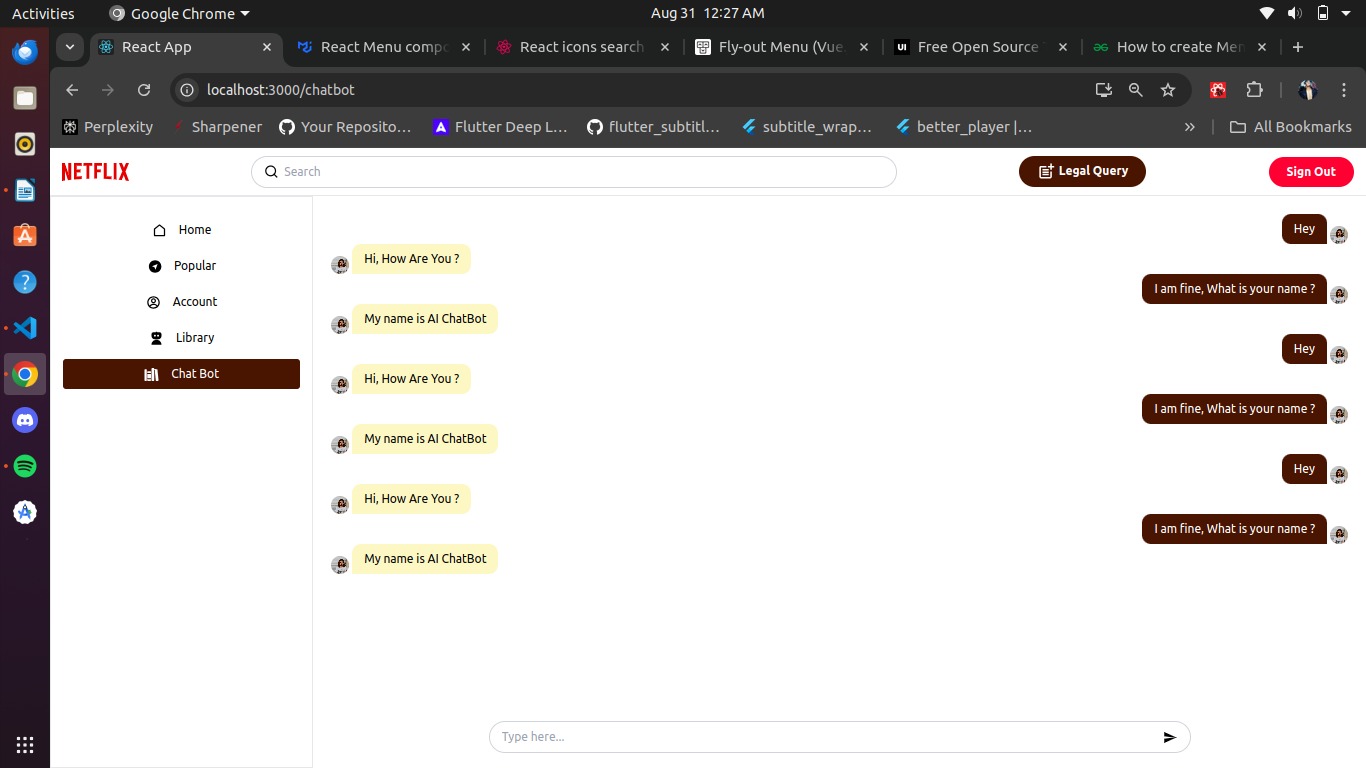 Activities
Google Chrome
Aug 31 12:27 AM
React App
React Menu compo
React icons search
Fly-out Menu (Vue.
Free Open Source
How to create Men
localhost:3000/chatbot
Perplexity
Sharpener
Your Reposito...
Flutter Deep L...
flutter_subtitl...
subtitle_wrap...
better_player |...
All Bookmarks
NETFLIX
Search
Legal Query
Sign Out
Home
Popular
Account
Library
Chat Bot
Hey
Hi, How Are You ?
I am fine, What is your name ?
My name is AI ChatBot
Hey
Hi, How Are You ?
I am fine, What is your name ?
My name is AI ChatBot
Hey
Hi, How Are You ?
I am fine, What is your name ?
My name is AI ChatBot
Type here...